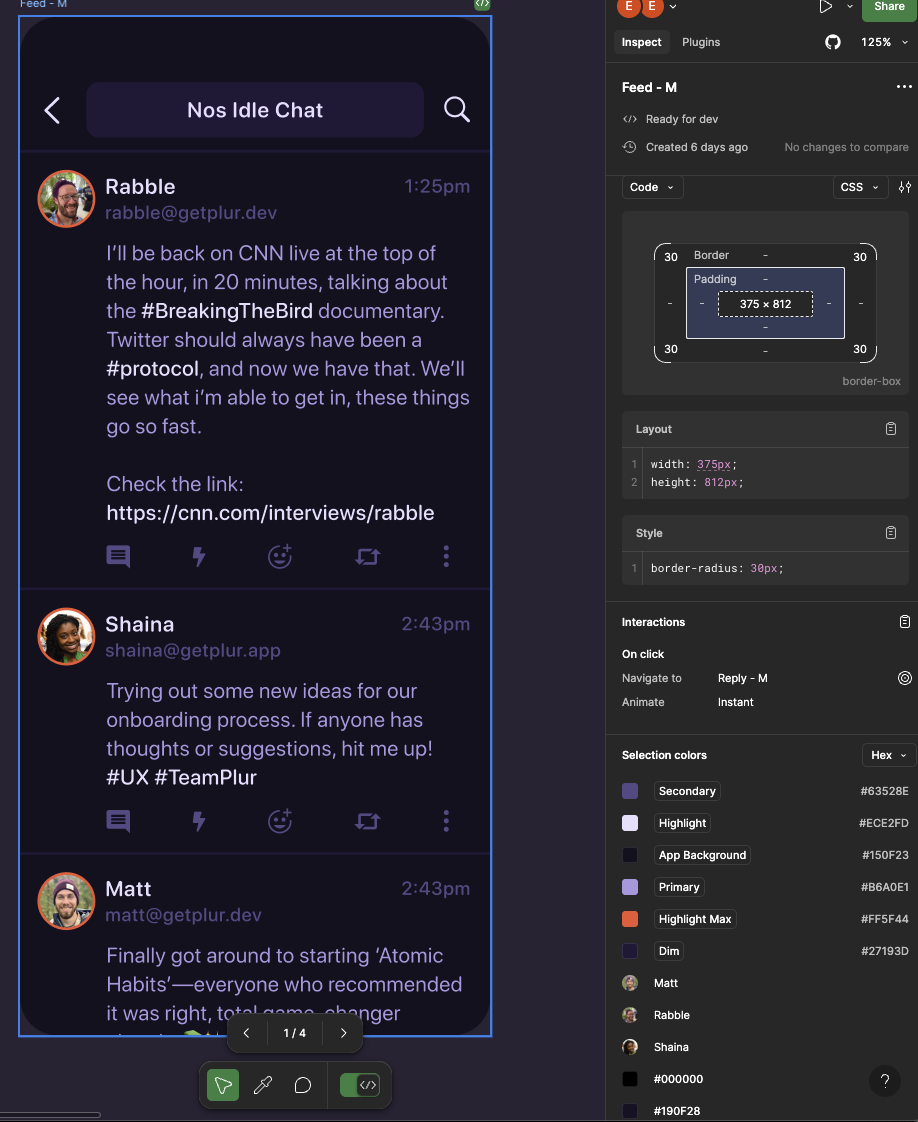 Feed - M
</>
Nos Idle Chat
Rabble
1:25pm
rabble@getplur.dev
I’ll be back on CNN live at the top of
the hour, in 20 minutes, talking about
the #BreakingTheBird documentary.
Twitter should always have been a
#protocol, and now we have that. We’ll
see what i’m able to get in, these things
go so fast.
Check the link:
https://cnn.com/interviews/rabble
Shaina
2:43pm
shaina@getplur.app
Trying out some new ideas for our
onboarding process. If anyone has
thoughts or suggestions, hit me up!
#UX #TeamPlur
Matt
2:43pm
matt@getplur.dev
Finally got around to starting ‘Atomic
Habits’—everyone who recommended
it was right, total game-changer
1 / 4
</>
E E
Share
Inspect
Plugins
125%
Feed - M
</> Ready for dev
Created 6 days ago
No changes to compare
Code
CSS
30 Border - 30
Padding -
- - 375 × 812 - -
-
30 - 30
border-box
Layout
1 width: 375px;
2 height: 812px;
Style
1 border-radius: 30px;
Interactions
On click
Navigate to Reply - M
Animate Instant
Selection colors
Hex
Secondary #63528E
Highlight #ECE2FD
App Background #150F23
Primary #B6A0E1
Highlight Max #FF5F44
Dim #27193D
Matt
Rabble
Shaina
#000000
#190F28
?